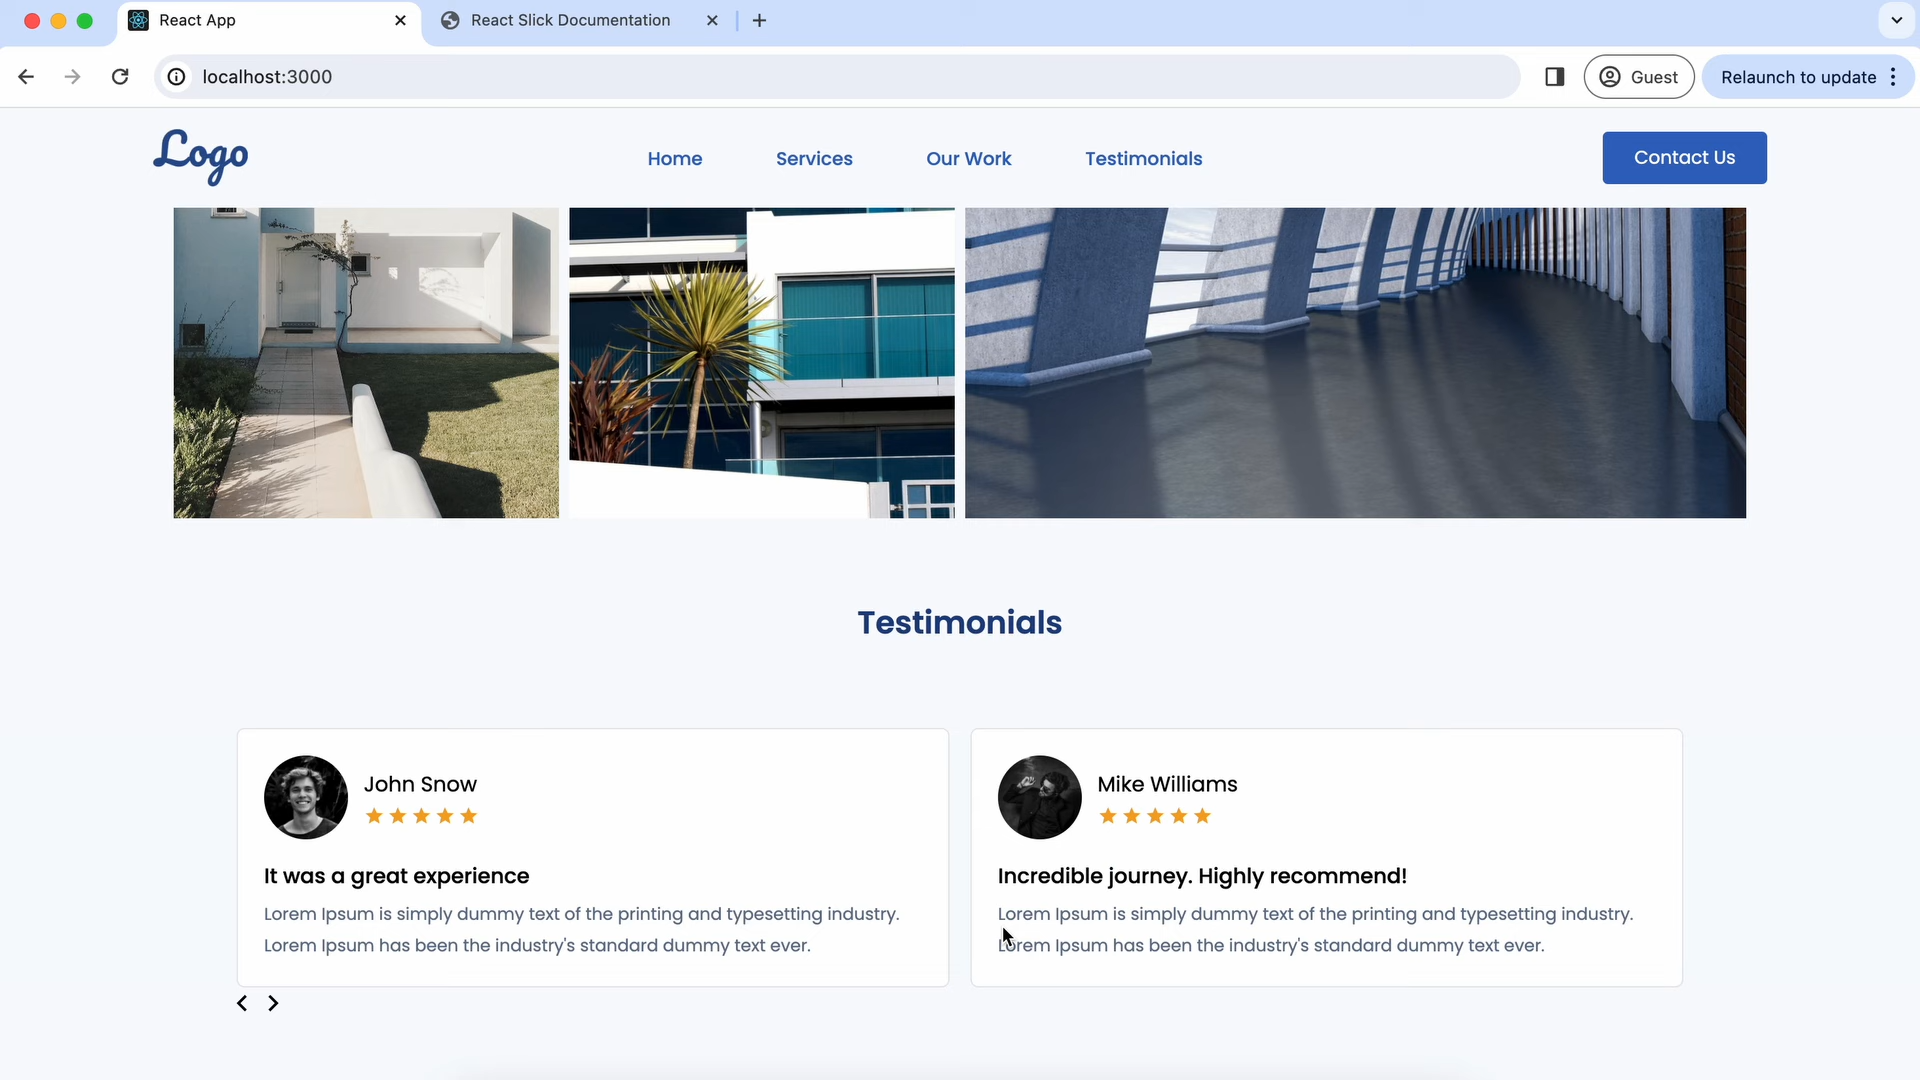 React App
React Slick Documentation
localhost:3000
Guest
Relaunch to update
Logo
Home
Services
Our Work
Testimonials
Contact Us
Testimonials
John Snow
It was a great experience
Lorem Ipsum is simply dummy text of the printing and typesetting industry.
Lorem Ipsum has been the industry's standard dummy text ever.
Mike Williams
Incredible journey. Highly recommend!
Lorem Ipsum is simply dummy text of the printing and typesetting industry.
Lorem Ipsum has been the industry's standard dummy text ever.